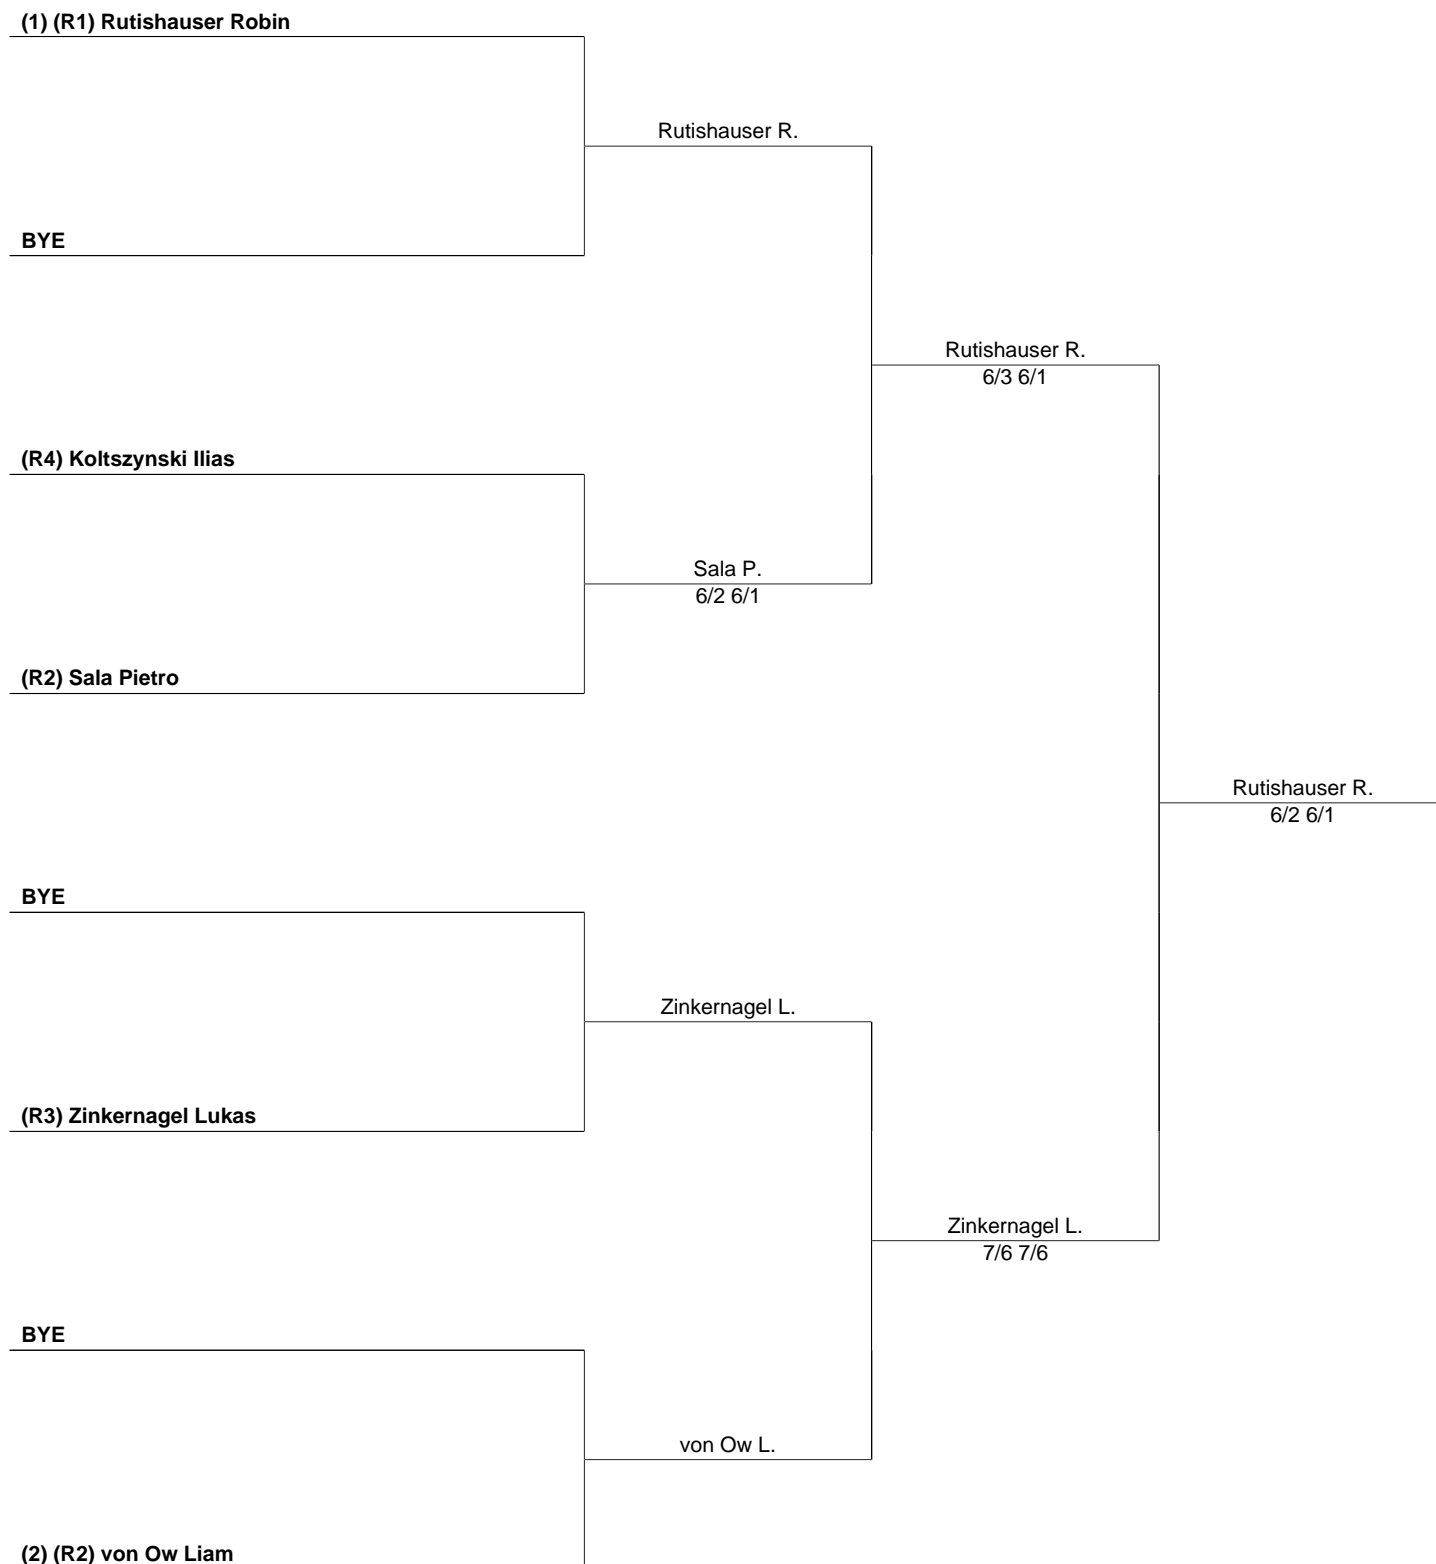 (1) (R1) Rutishauser Robin
Rutishauser R.
BYE
Rutishauser R.
6/3 6/1
(R4) Koltszynski Ilias
Sala P.
6/2 6/1
(R2) Sala Pietro
Rutishauser R.
6/2 6/1
BYE
Zinkernagel L.
(R3) Zinkernagel Lukas
Zinkernagel L.
7/6 7/6
BYE
von Ow L.
(2) (R2) von Ow Liam